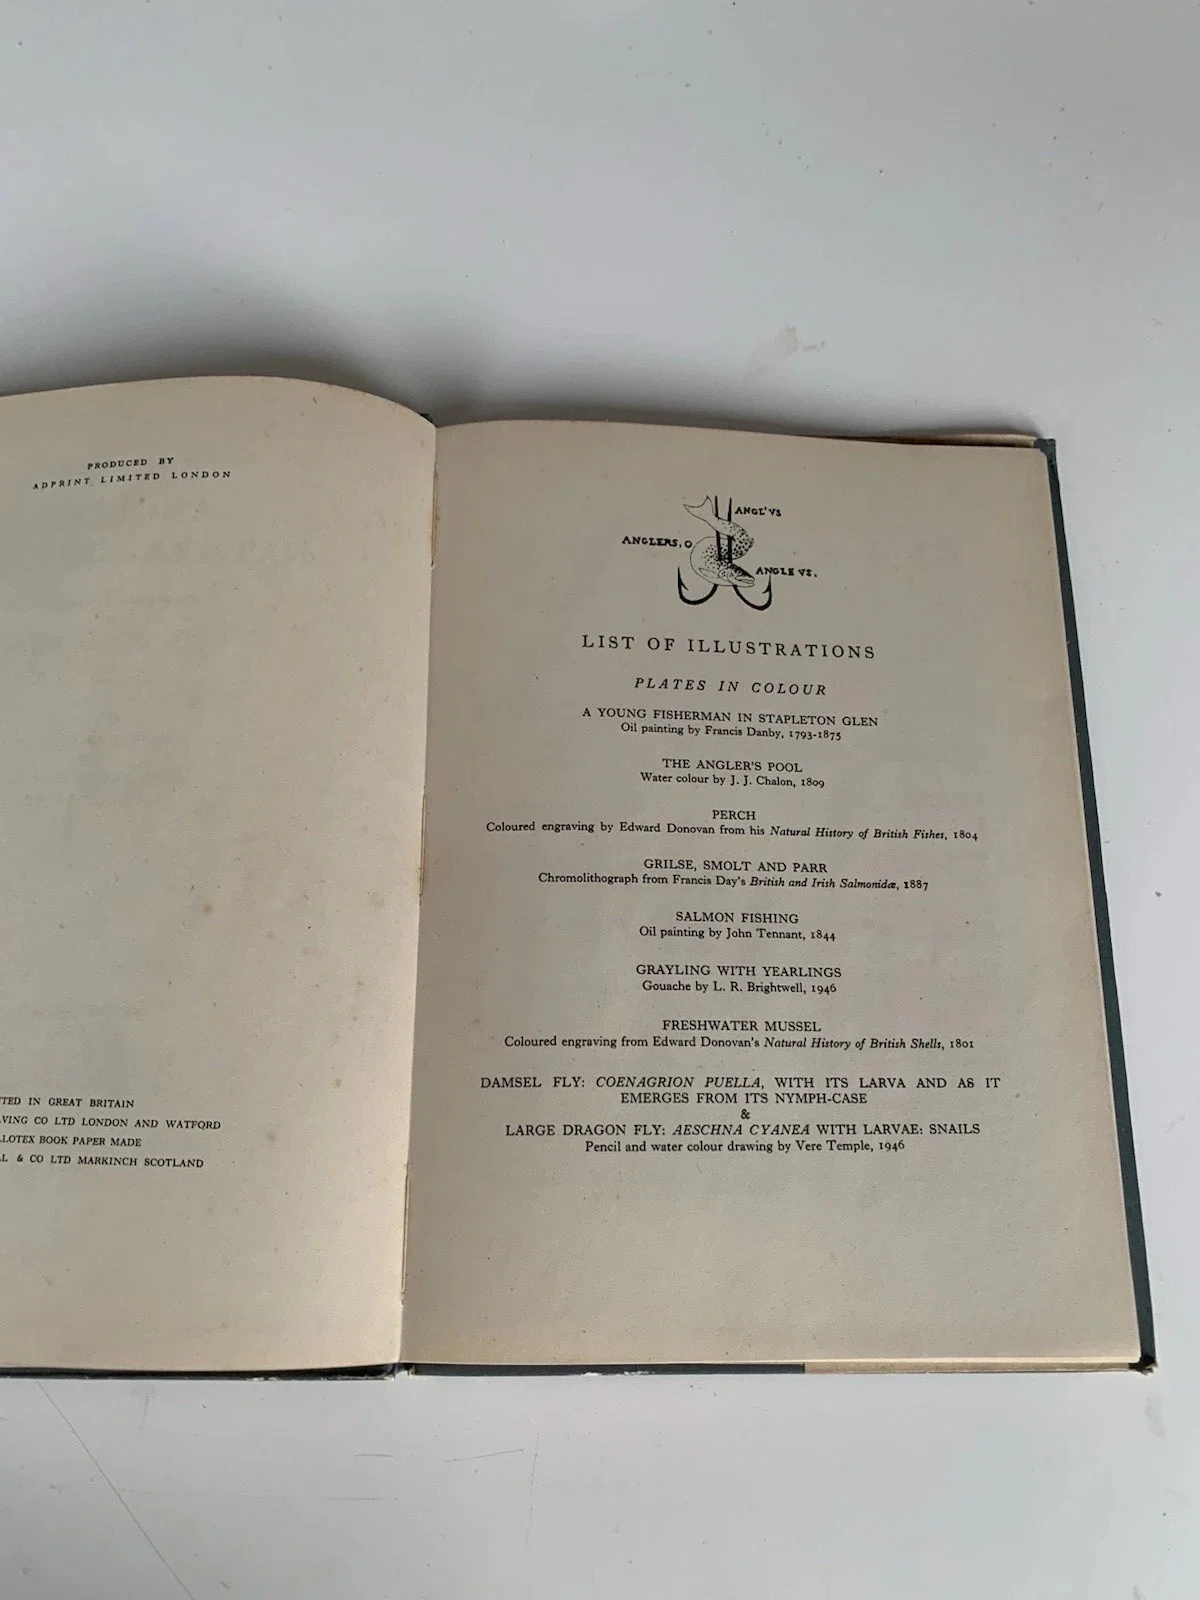 PRODUCED BY
ADPRINT LIMITED LONDON
TED IN GREAT BRITAIN
VING CO LTD LONDON AND WATFORD
LOTEX BOOK PAPER MADE
L & CO LTD MARKINCH SCOTLAND
ANGL'VS
ANGLERS, O
ANGLE VS.
LIST OF ILLUSTRATIONS
PLATES IN COLOUR
A YOUNG FISHERMAN IN STAPLETON GLEN
Oil painting by Francis Danby, 1793-1875
THE ANGLER'S POOL
Water colour by J. J. Chalon, 1809
PERCH
Coloured engraving by Edward Donovan from his Natural History of British Fishes, 1804
GRILSE, SMOLT AND PARR
Chromolithograph from Francis Day's British and Irish Salmonidæ, 1887
SALMON FISHING
Oil painting by John Tennant, 1844
GRAYLING WITH YEARLINGS
Gouache by L. R. Brightwell, 1946
FRESHWATER MUSSEL
Coloured engraving from Edward Donovan's Natural History of British Shells, 1801
DAMSEL FLY: COENAGRION PUELLA, WITH ITS LARVA AND AS IT
EMERGES FROM ITS NYMPH-CASE
&
LARGE DRAGON FLY: AESCHNA CYANEA WITH LARVAE: SNAILS
Pencil and water colour drawing by Vere Temple, 1946